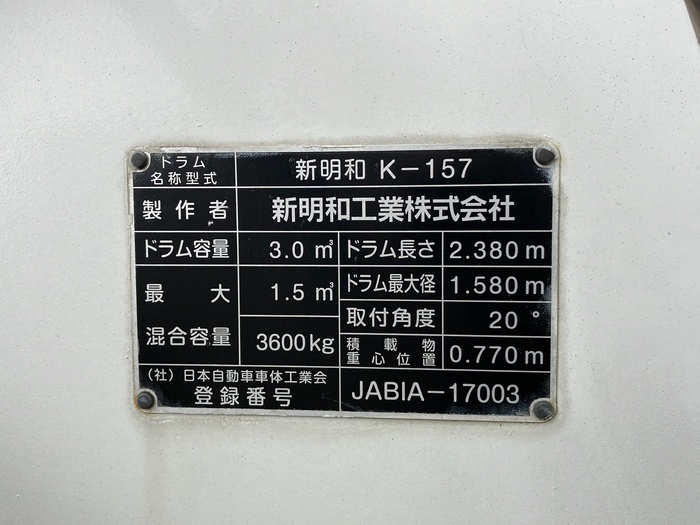 ドラム
名称型式
新明和 K-157
製作者
新明和工業株式会社
ドラム容量
3.0 m³
ドラム長さ
2.380 m
最大
混合容量
1.5 m³
3600kg
ドラム最大径
1.580 m
取付角度
20 °
積載物
重心位置
0.770 m
(社) 日本自動車車体工業会
登録番号
JABIA-17003